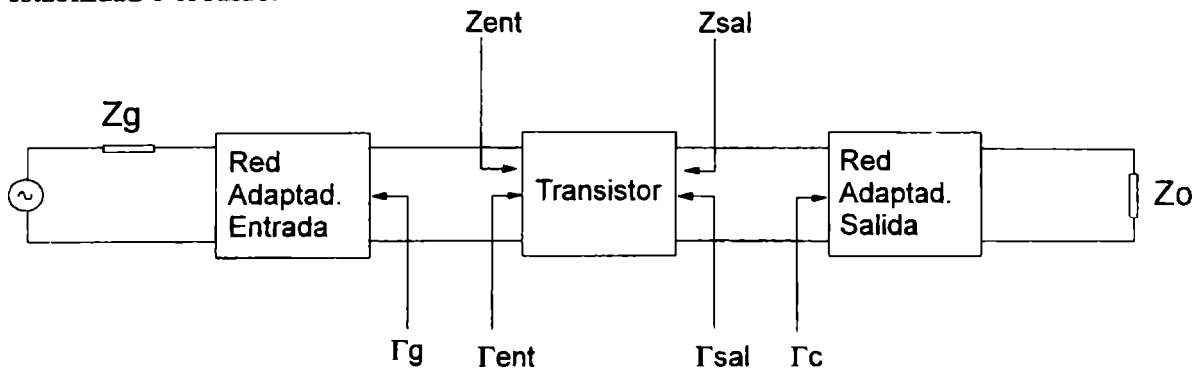 Zent
Zsal
Zg
Red
Adaptad.
Entrada
Transistor
Red
Adaptad.
Salida
Zo
Γg
Γent
Γsal
Γc